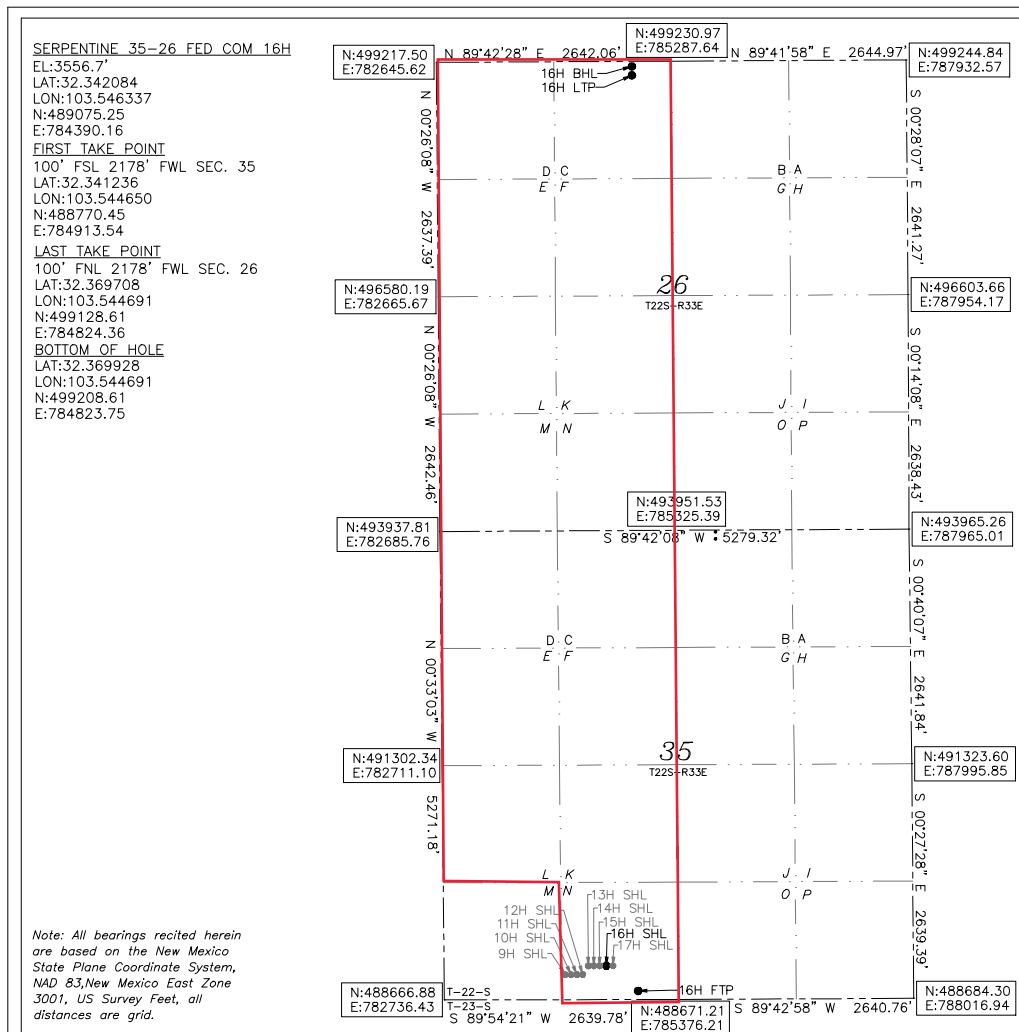 SERPENTINE 35-26 FED COM 16H
EL:3556.7'
LAT:32.342084
LON:103.546337
N:489075.25
E:784390.16
FIRST TAKE POINT
100' FSL 2178' FWL SEC. 35
LAT:32.341236
LON:103.544650
N:488770.45
E:784913.54
LAST TAKE POINT
100' FNL 2178' FWL SEC. 26
LAT:32.369708
LON:103.544691
N:499128.61
E:784824.36
BOTTOM OF HOLE
LAT:32.369928
LON:103.544691
N:499208.61
E:784823.75
N:499217.50
E:782645.62
N 89°42'28" E 2642.06'
N:499230.97
E:785287.64
N 89°41'58" E 2644.97'
N:499244.84
E:787932.57
16H BHL
16H LTP
N 00°26'08" W 2637.39'
S 00°28'07" E 2641.27'
D C
E F
B A
G H
N:496580.19
E:782665.67
26
T22S-R33E
N:496603.66
E:787954.17
N 00°26'08" W 2642.46'
S 00°14'08" E 2638.43'
L K
M N
J I
O P
N:493937.81
E:782685.76
N:493951.53
E:785325.39
S 89°42'08" W : 5279.32'
N:493965.26
E:787965.01
N 00°33'03" W 5271.18'
S 00°40'07" E 2641.84'
D C
E F
B A
G H
N:491302.34
E:782711.10
35
T22S-R33E
N:491323.60
E:787995.85
S 00°27'28" E 2639.39'
L K
M N
J I
O P
13H SHL
14H SHL
15H SHL
16H SHL
17H SHL
12H SHL
11H SHL
10H SHL
9H SHL
16H FTP
N:488666.88
E:782736.43
T-22-S
T-23-S
S 89°54'21" W 2639.78'
N:488671.21
E:785376.21
S 89°42'58" W 2640.76'
N:488684.30
E:788016.94
Note: All bearings recited herein
are based on the New Mexico
State Plane Coordinate System,
NAD 83,New Mexico East Zone
3001, US Survey Feet, all
distances are grid.